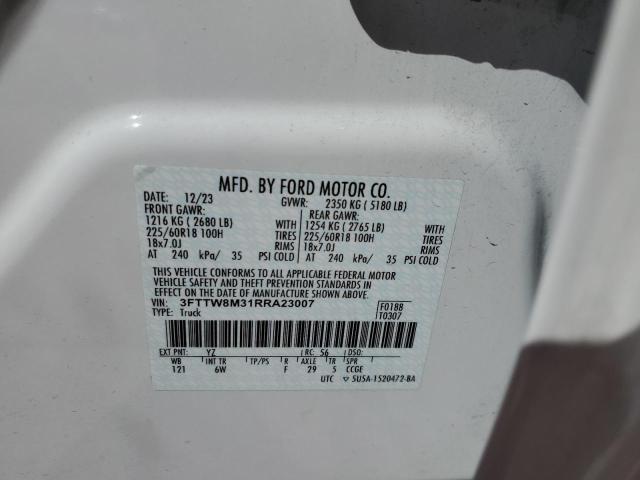 MFD. BY FORD MOTOR CO.
DATE: 12/23 GVWR: 2350 KG ( 5180 LB)
FRONT GAWR: REAR GAWR:
1216 KG ( 2680 LB) WITH 1254 KG ( 2765 LB) WITH
225/60R18 100H TIRES 225/60R18 100H TIRES
18x7.0J RIMS 18x7.0J RIMS
AT 240 kPa/ 35 PSI COLD AT 240 kPa/ 35 PSI COLD
THIS VEHICLE CONFORMS TO ALL APPLICABLE FEDERAL MOTOR
VEHICLE SAFETY AND THEFT PREVENTION STANDARDS IN
EFFECT ON THE DATE OF MANUFACTURE SHOWN ABOVE.
VIN: 3FTTW8M31RRA23007 F0188
TYPE: Truck T0307
EXT PNT: YZ RC: 56 DSO:
WB INT TR TP/PS R AXLE TR SPR
121 6W F 29 5 CCGE
UTC ▽ 5U5A-1520472-BA